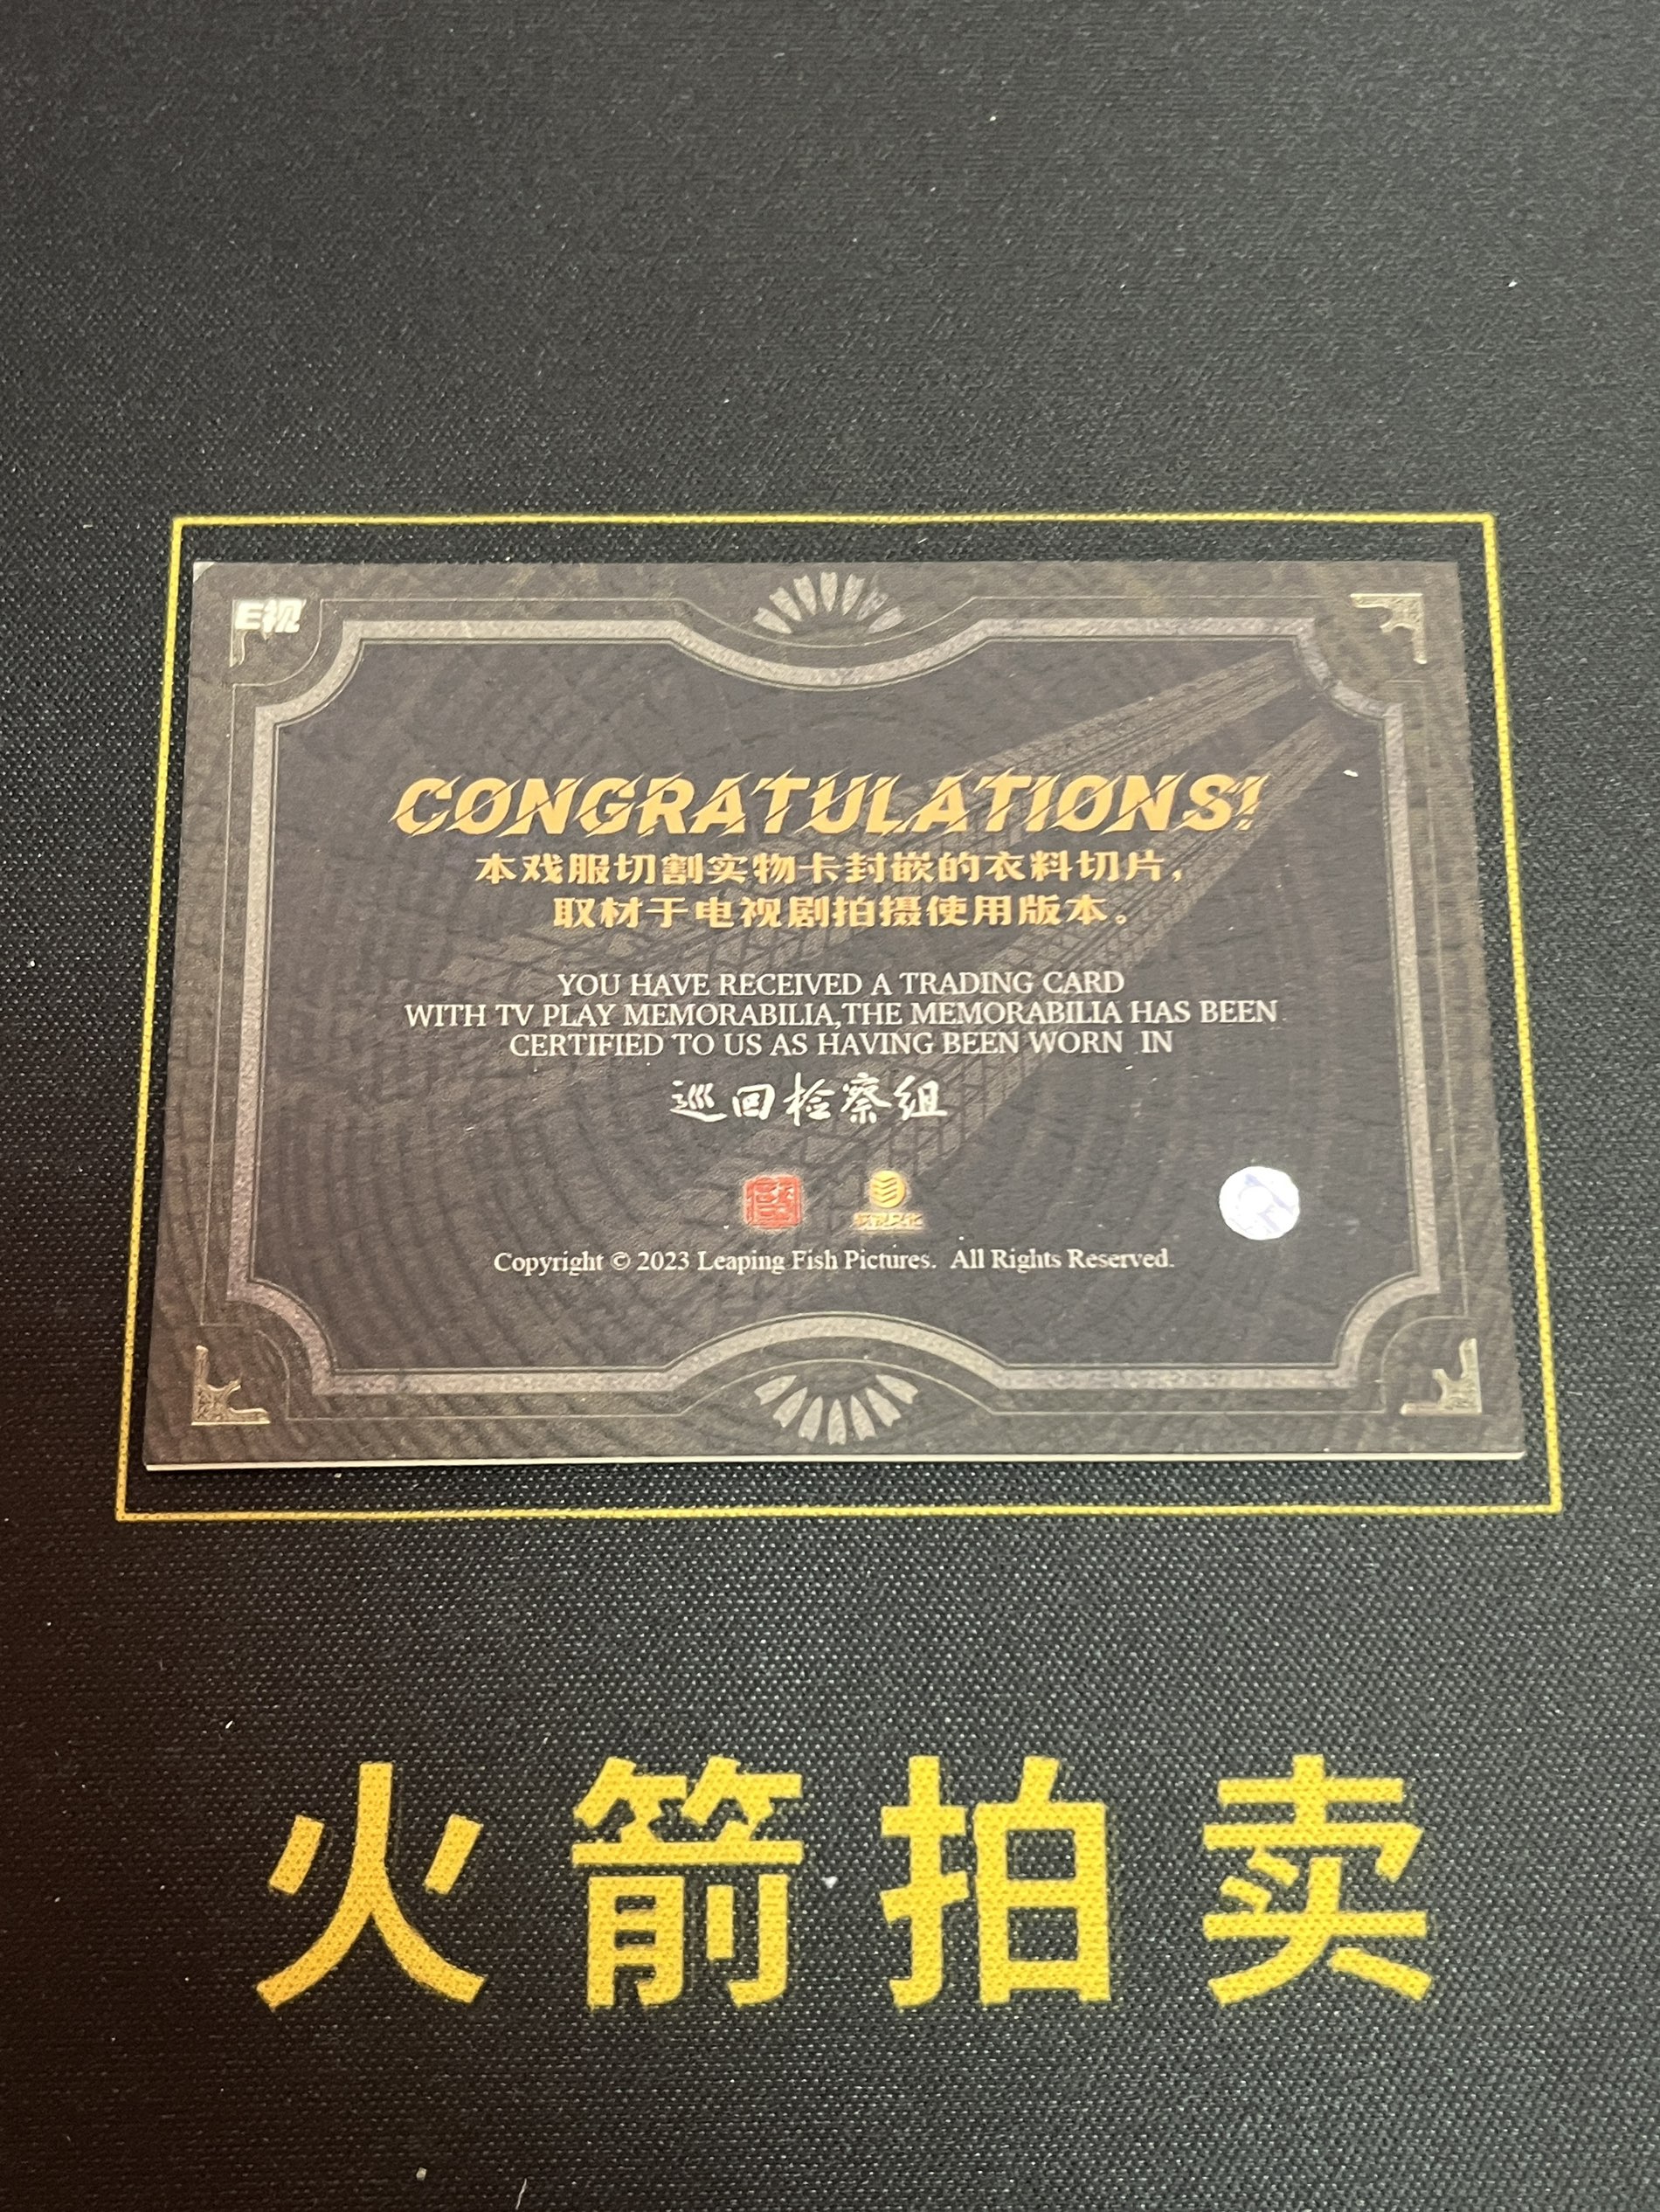 E视
CONGRATULATIONS!
本戏服切割实物卡封嵌的衣料切片，
取材于电视剧拍摄使用版本。
YOU HAVE RECEIVED A TRADING CARD
WITH TV PLAY MEMORABILIA,THE MEMORABILIA HAS BEEN
CERTIFIED TO US AS HAVING BEEN WORN IN
巡回检察组
Copyright © 2023 Leaping Fish Pictures. All Rights Reserved.
火箭拍卖